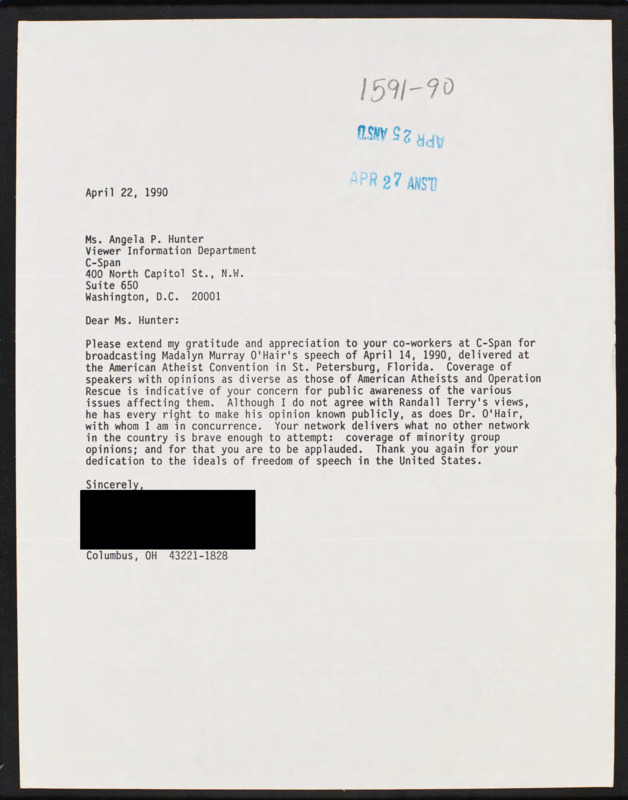 1591-90
APR 25 ANS'D
APR 27 ANS'D
April 22, 1990
Ms. Angela P. Hunter
Viewer Information Department
C-Span
400 North Capitol St., N.W.
Suite 650
Washington, D.C.  20001
Dear Ms. Hunter:
Please extend my gratitude and appreciation to your co-workers at C-Span for
broadcasting Madalyn Murray O'Hair's speech of April 14, 1990, delivered at
the American Atheist Convention in St. Petersburg, Florida.  Coverage of
speakers with opinions as diverse as those of American Atheists and Operation
Rescue is indicative of your concern for public awareness of the various
issues affecting them.  Although I do not agree with Randall Terry's views,
he has every right to make his opinion known publicly, as does Dr. O'Hair,
with whom I am in concurrence.  Your network delivers what no other network
in the country is brave enough to attempt:  coverage of minority group
opinions; and for that you are to be applauded.  Thank you again for your
dedication to the ideals of freedom of speech in the United States.
Sincerely,
Columbus, OH  43221-1828